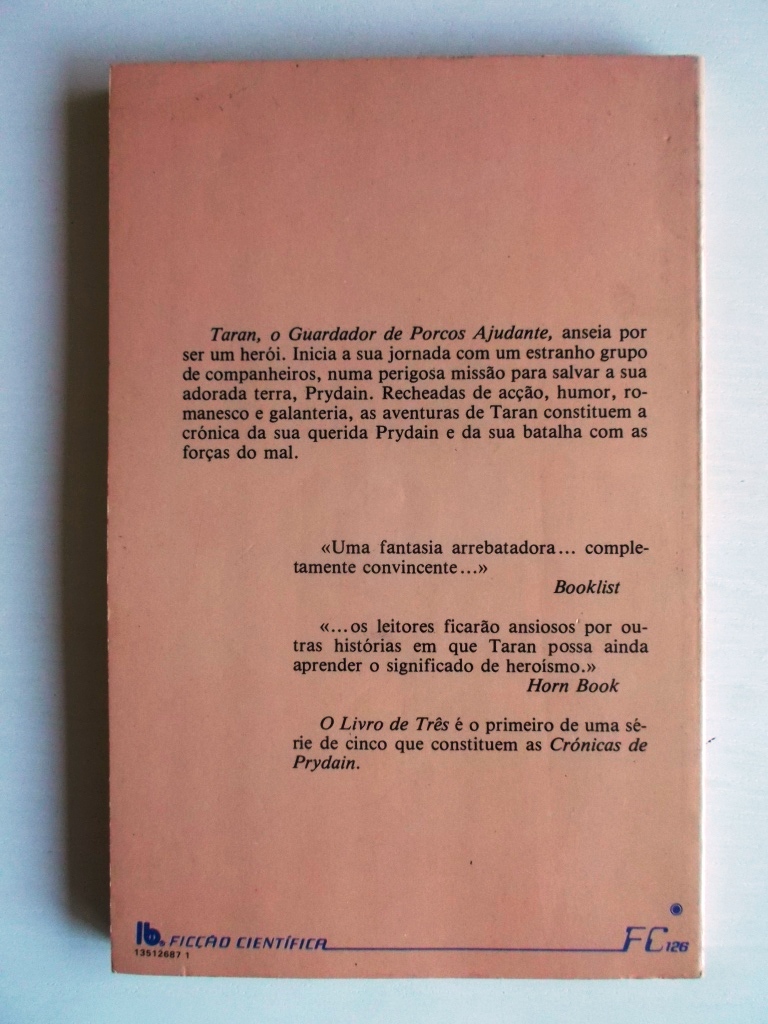 Taran, o Guardador de Porcos Ajudante, anseia por
ser um herói. Inicia a sua jornada com um estranho grupo
de companheiros, numa perigosa missão para salvar a sua
adorada terra, Prydain. Recheadas de acção, humor, ro-
manesco e galanteria, as aventuras de Taran constituem a
crónica da sua querida Prydain e da sua batalha com as
forças do mal.
«Uma fantasia arrebatadora... comple-
tamente convincente...»
Booklist
«...os leitores ficarão ansiosos por ou-
tras histórias em que Taran possa ainda
aprender o significado de heroísmo.»
Horn Book
O Livro de Três é o primeiro de uma sé-
rie de cinco que constituem as Crónicas de
Prydain.
lb. FICÇÃO CIENTÍFICA FC 126
13512687 1